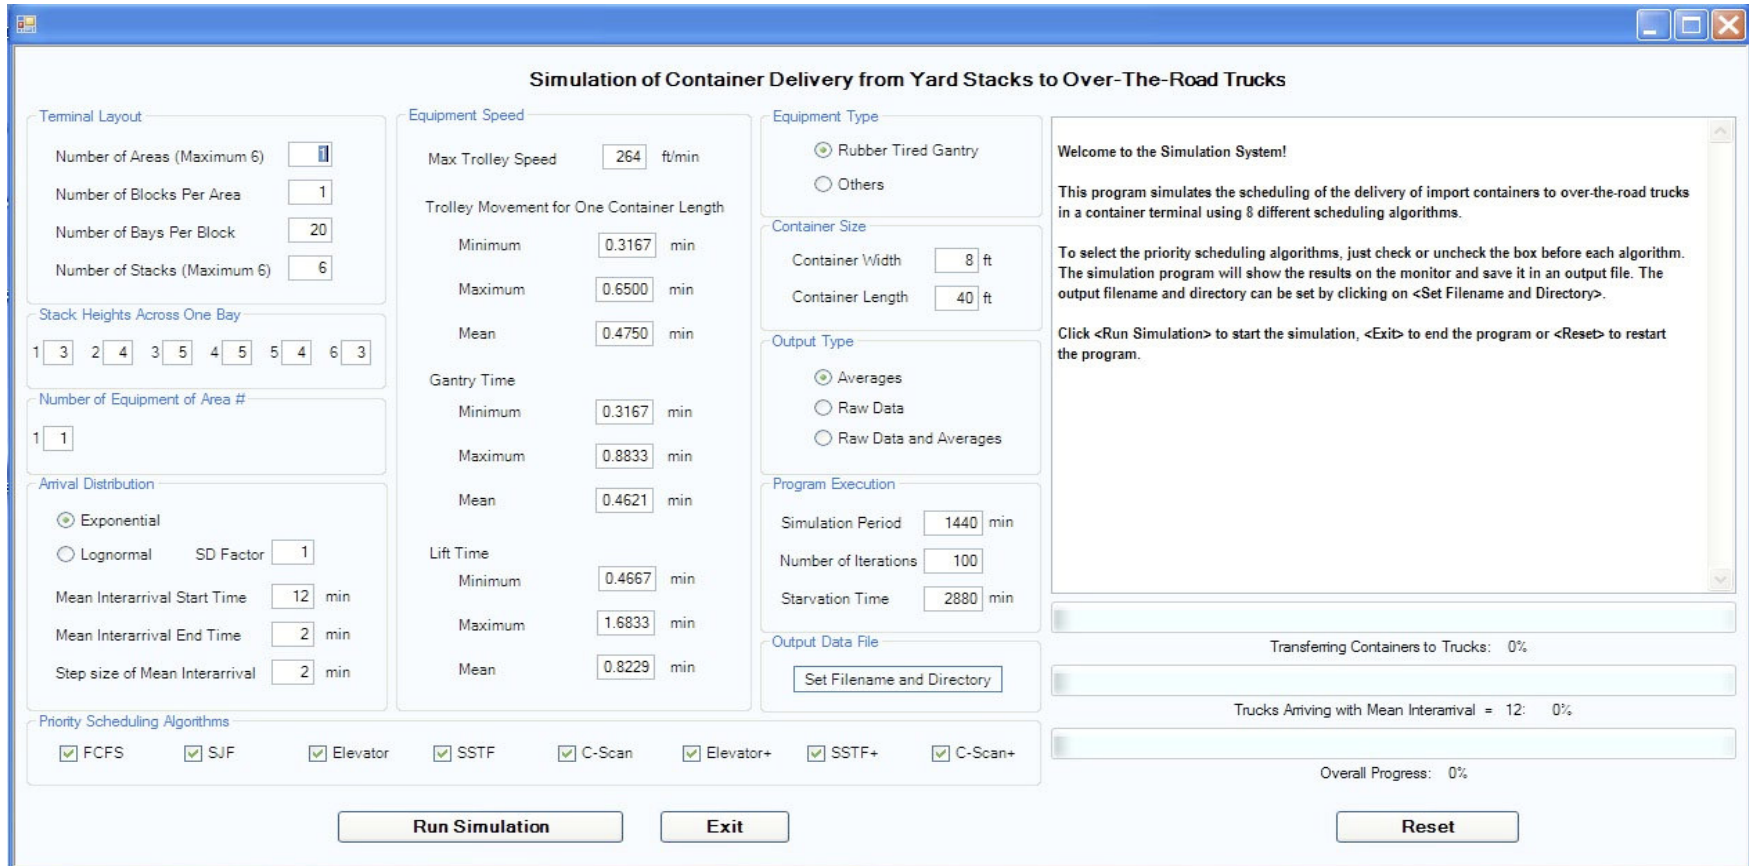 Simulation of Container Delivery from Yard Stacks to Over-The-Road Trucks
Terminal Layout
Number of Areas (Maximum 6) 1
Number of Blocks Per Area 1
Number of Bays Per Block 20
Number of Stacks (Maximum 6) 6
Stack Heights Across One Bay
1 3 2 4 3 5 4 5 5 4 6 3
Number of Equipment of Area #
1 1
Arrival Distribution
Exponential
Lognormal SD Factor 1
Mean Interarrival Start Time 12 min
Mean Interarrival End Time 2 min
Step size of Mean Interarrival 2 min
Equipment Speed
Max Trolley Speed 264 ft/min
Trolley Movement for One Container Length
Minimum 0.3167 min
Maximum 0.6500 min
Mean 0.4750 min
Gantry Time
Minimum 0.3167 min
Maximum 0.8833 min
Mean 0.4621 min
Lift Time
Minimum 0.4667 min
Maximum 1.6833 min
Mean 0.8229 min
Equipment Type
Rubber Tired Gantry
Others
Container Size
Container Width 8 ft
Container Length 40 ft
Output Type
Averages
Raw Data
Raw Data and Averages
Program Execution
Simulation Period 1440 min
Number of Iterations 100
Starvation Time 2880 min
Output Data File
Set Filename and Directory
Welcome to the Simulation System!
This program simulates the scheduling of the delivery of import containers to over-the-road trucks
in a container terminal using 8 different scheduling algorithms.
To select the priority scheduling algorithms, just check or uncheck the box before each algorithm.
The simulation program will show the results on the monitor and save it in an output file. The
output filename and directory can be set by clicking on <Set Filename and Directory>.
Click <Run Simulation> to start the simulation, <Exit> to end the program or <Reset> to restart
the program.
Transferring Containers to Trucks: 0%
Trucks Arriving with Mean Interarrival = 12: 0%
Overall Progress: 0%
Priority Scheduling Algorithms
FCFS SJF Elevator SSTF C-Scan Elevator+ SSTF+ C-Scan+
Run Simulation Exit Reset